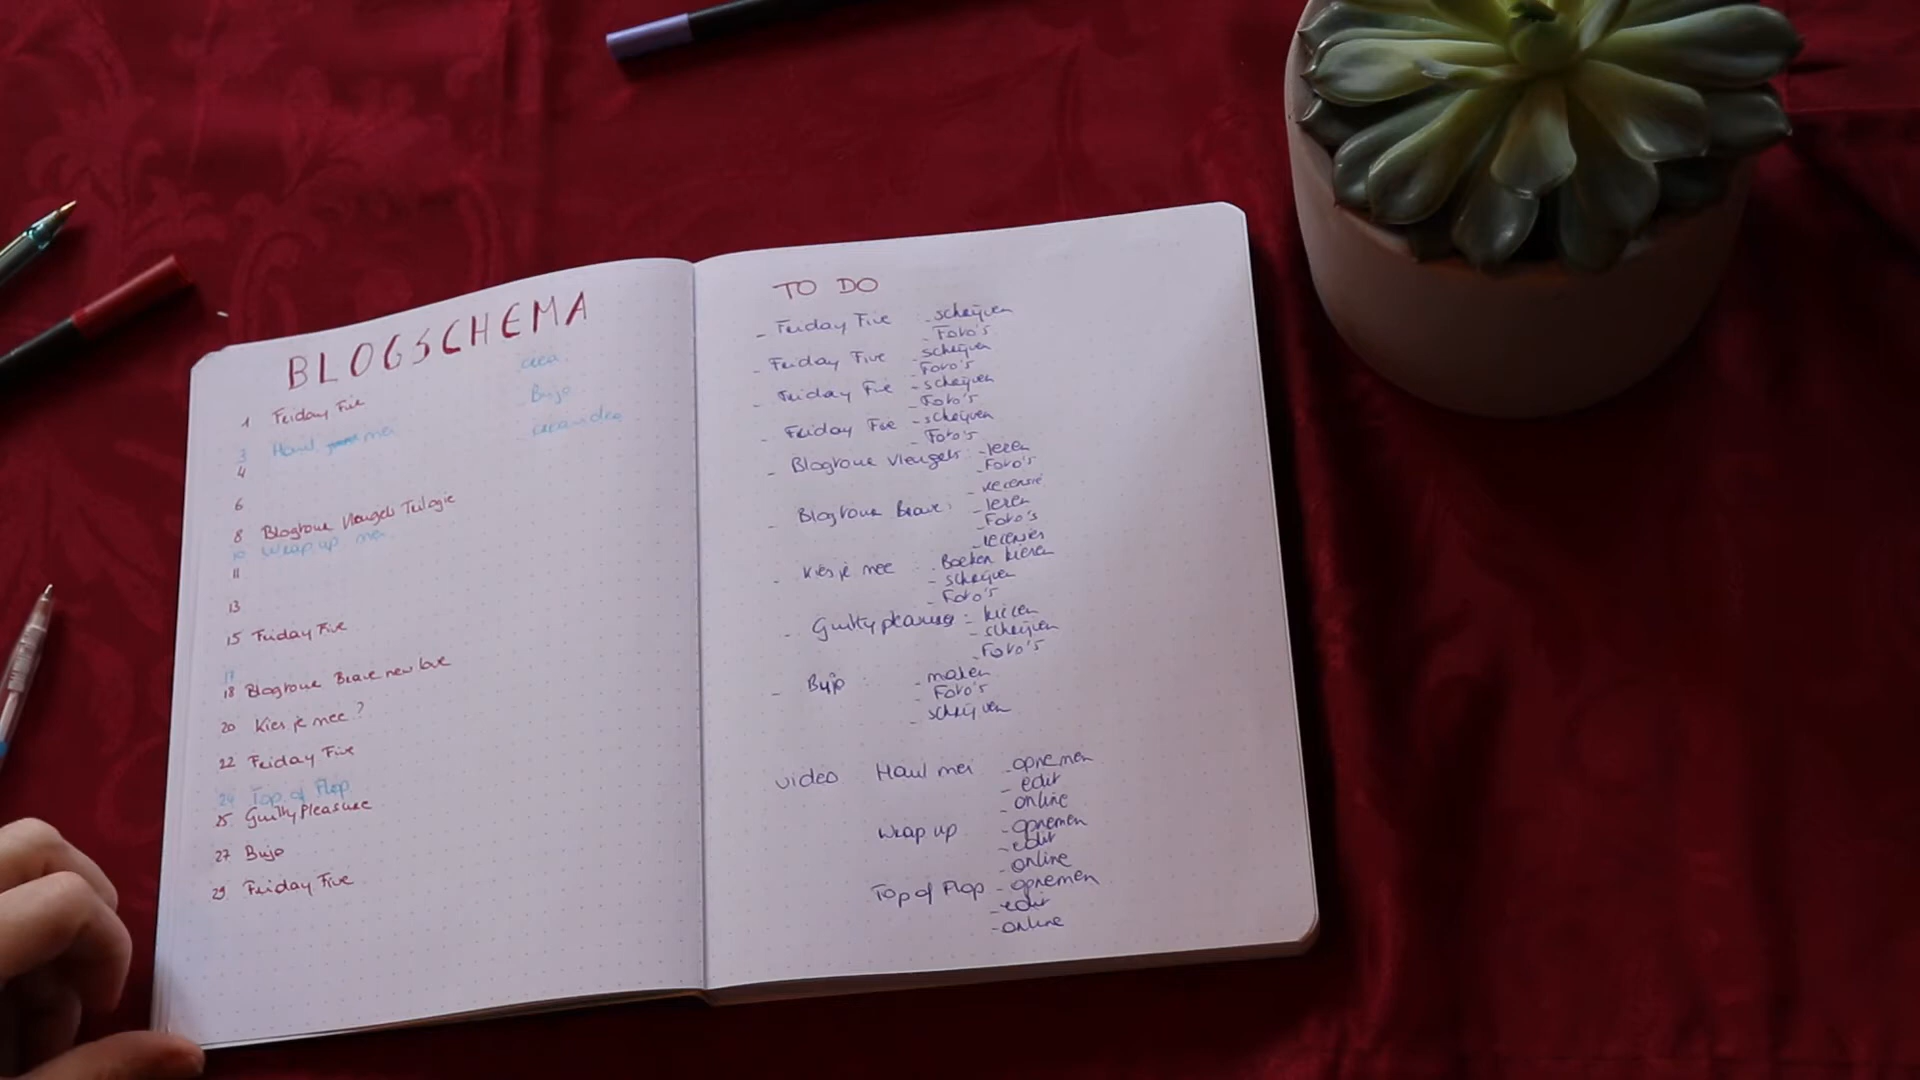 BLOGSCHEMA
1 Friday Five
3 Haul mei
4
6
8 Blogtour Vleugels Trilogie
10 Wrap up mei
11
13
15 Friday Five
17
18 Blogtour Brave new love
20 Kies je mee?
22 Friday Five
24 Top of Flop
25 Guilty Pleasure
27 Bujo
29 Friday Five
- Bujo
TO DO
- Friday Five - schrijven
- Foto's
- Friday Five - schrijven
- Foto's
- Friday Five - schrijven
- Foto's
- Friday Five - schrijven
- Foto's
- Blogtour Vleugels: - lezen
- Foto's
- recensie
- Blogtour Brave: - lezen
- Foto's
- recensies
- Kies je mee : - Boeken kiezen
- schrijven
- Foto's
- Guilty pleasure - kiezen
- schrijven
- Foto's
- Bujo : - maken
Foto's
- schrijven
video Haul mei - opnemen
- edit
- online
Wrap up - opnemen
- edit
- online
Top of Flop - opnemen
- edit
- online